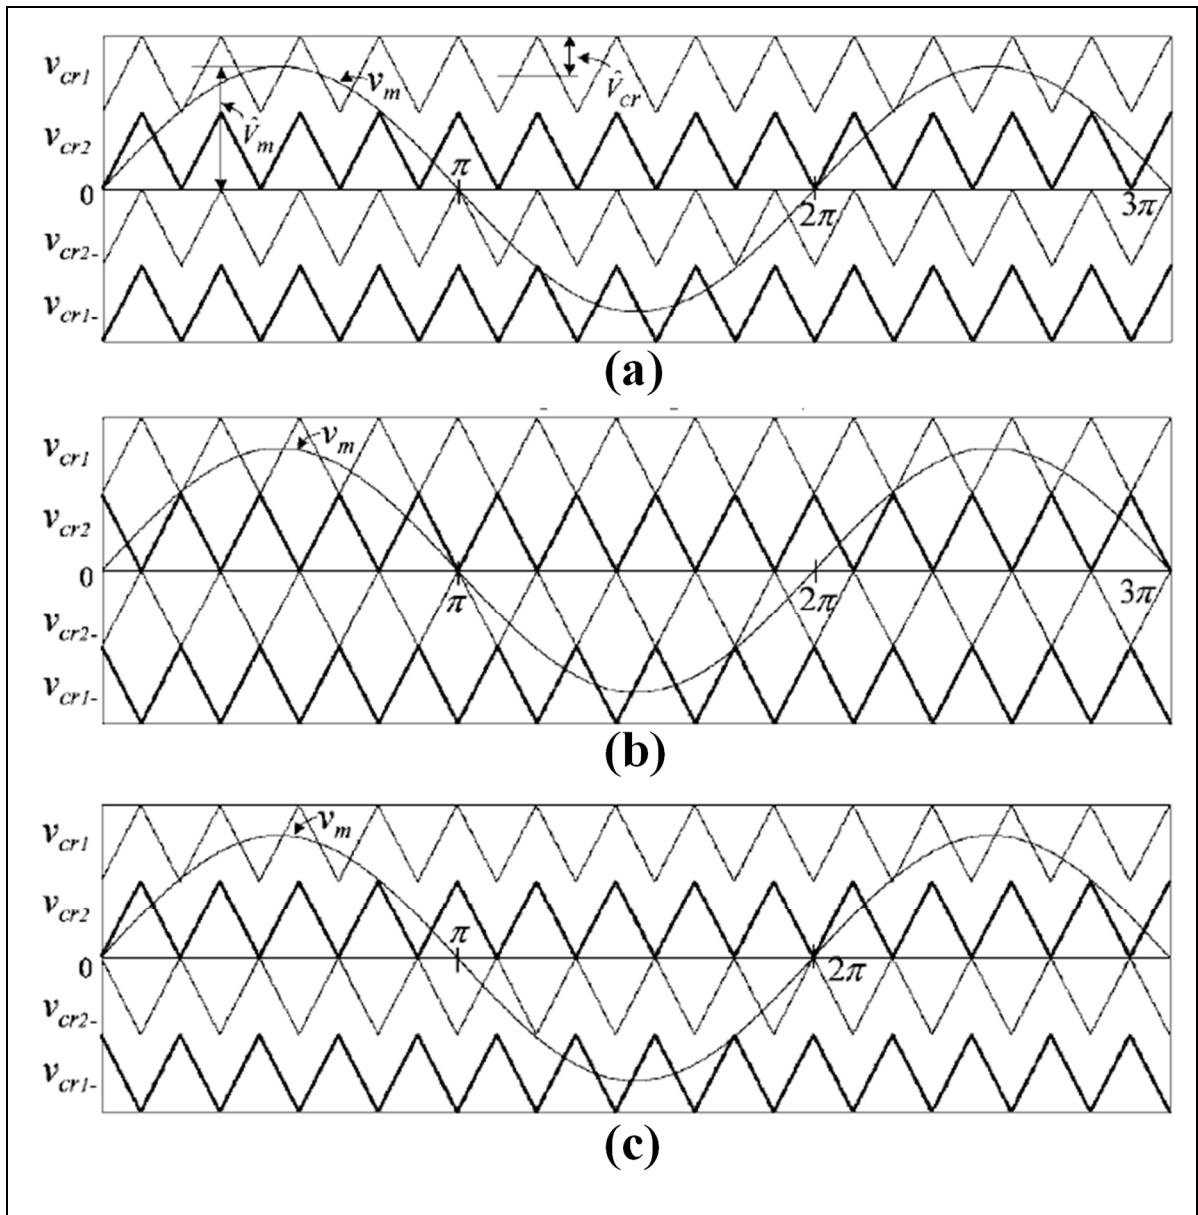 v_cr1
v_m
V̂_cr
v_cr2
V̂_m
π
0
2π
3π
v_cr2-
v_cr1-
(a)
v_cr1
v_m
v_cr2
0
π
2π
3π
v_cr2-
v_cr1-
(b)
v_cr1
v_m
v_cr2
π
0
2π
v_cr2-
v_cr1-
(c)